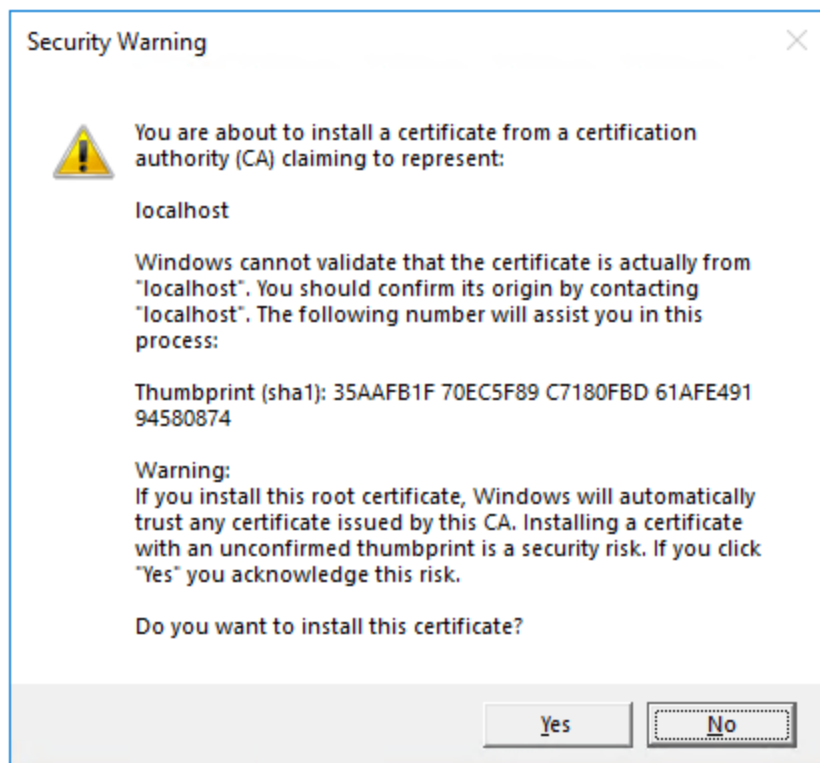 Security Warning
You are about to install a certificate from a certification
authority (CA) claiming to represent:
localhost
Windows cannot validate that the certificate is actually from
"localhost". You should confirm its origin by contacting
"localhost". The following number will assist you in this
process:
Thumbprint (sha1): 35AAFB1F 70EC5F89 C7180FBD 61AFE491
94580874
Warning:
If you install this root certificate, Windows will automatically
trust any certificate issued by this CA. Installing a certificate
with an unconfirmed thumbprint is a security risk. If you click
"Yes" you acknowledge this risk.
Do you want to install this certificate?
Yes
No